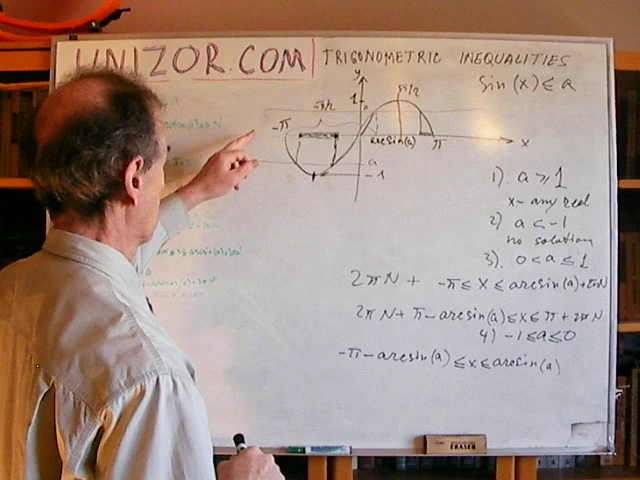 UNIZOR.COM
TRIGONOMETRIC INEQUALITIES
sin (x) ≤ a
y
1
a
π/2
π/2
-π
arcsin(a)
π
x
a
-1
1). a ⩾ 1
x - any real
2) a < -1
no solution
3). 0 < a ≤ 1
2πN + -π ≤ x ≤ arcsin(a) + 2πN
2πN + π - arcsin(a) ≤ x ≤ π + 2πN
4) -1 ≤ a ≤ 0
-π - arcsin(a) ≤ x ≤ arcsin(a)
ERASER